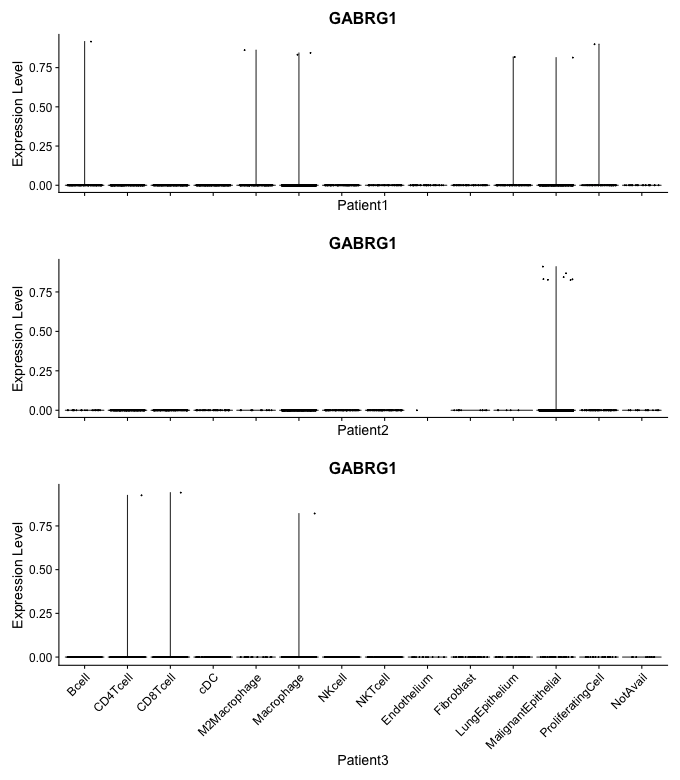 GABRG1
Expression Level
0.75
0.50
0.25
0.00
Patient1
GABRG1
Expression Level
0.75
0.50
0.25
0.00
Patient2
GABRG1
Expression Level
0.75
0.50
0.25
0.00
Bcell
CD4Tcell
CD8Tcell
cDC
M2Macrophage
Macrophage
NKcell
NKTcell
Endothelium
Fibroblast
LungEpithelium
MalignantEpithelial
ProliferatingCell
NotAvail
Patient3